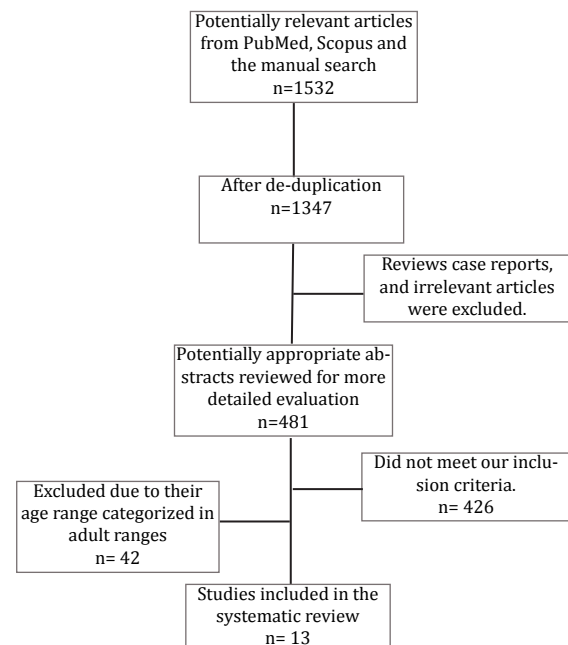 Potentially relevant articles
from PubMed, Scopus and
the manual search
n=1532
After de-duplication
n=1347
Reviews case reports,
and irrelevant articles
were excluded.
Potentially appropriate ab-
stracts reviewed for more
detailed evaluation
n=481
Did not meet our inclu-
sion criteria.
n= 426
Excluded due to their
age range categorized in
adult ranges
n= 42
Studies included in the
systematic review
n= 13